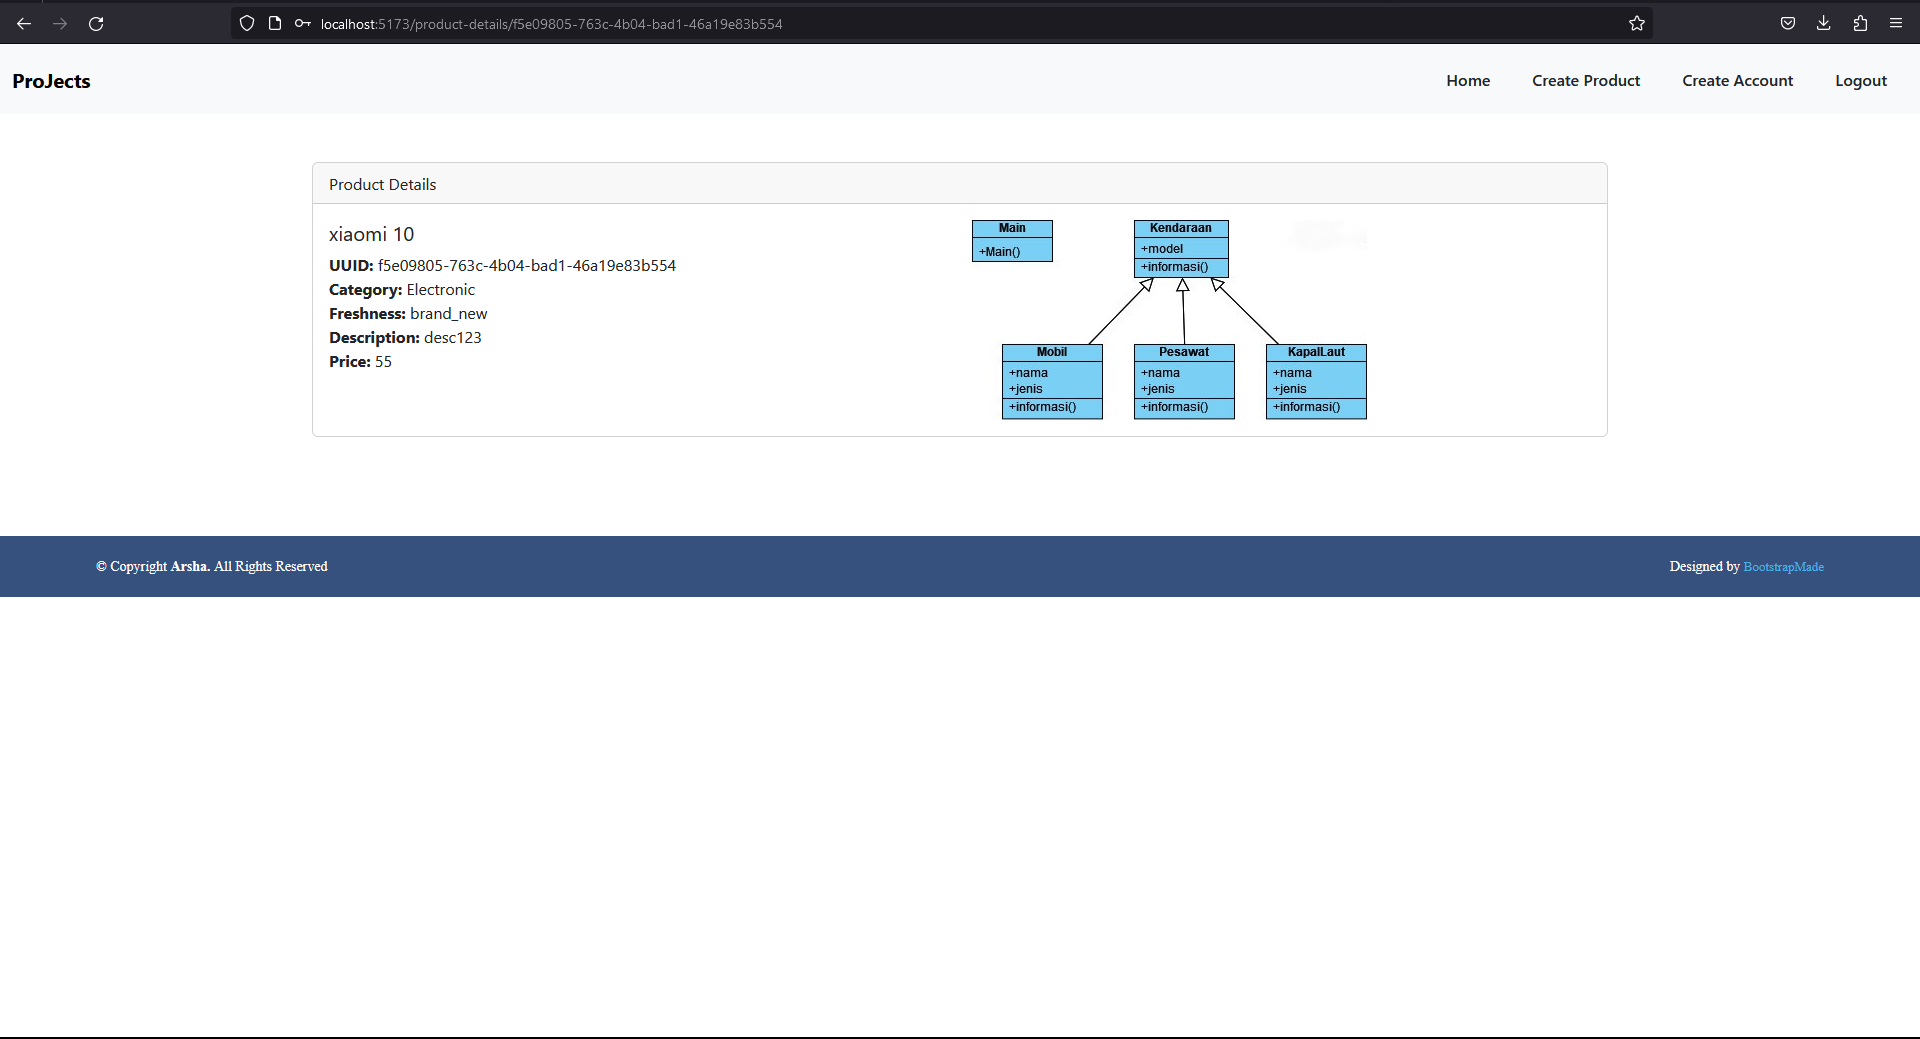 localhost:5173/product-details/f5e09805-763c-4b04-bad1-46a19e83b554
ProJects
Home
Create Product
Create Account
Logout
Product Details
xiaomi 10
UUID: f5e09805-763c-4b04-bad1-46a19e83b554
Category: Electronic
Freshness: brand_new
Description: desc123
Price: 55
Main
+Main()
Kendaraan
+model
+informasi()
Mobil
+nama
+jenis
+informasi()
Pesawat
+nama
+jenis
+informasi()
KapalLaut
+nama
+jenis
+informasi()
© Copyright Arsha. All Rights Reserved
Designed by BootstrapMade